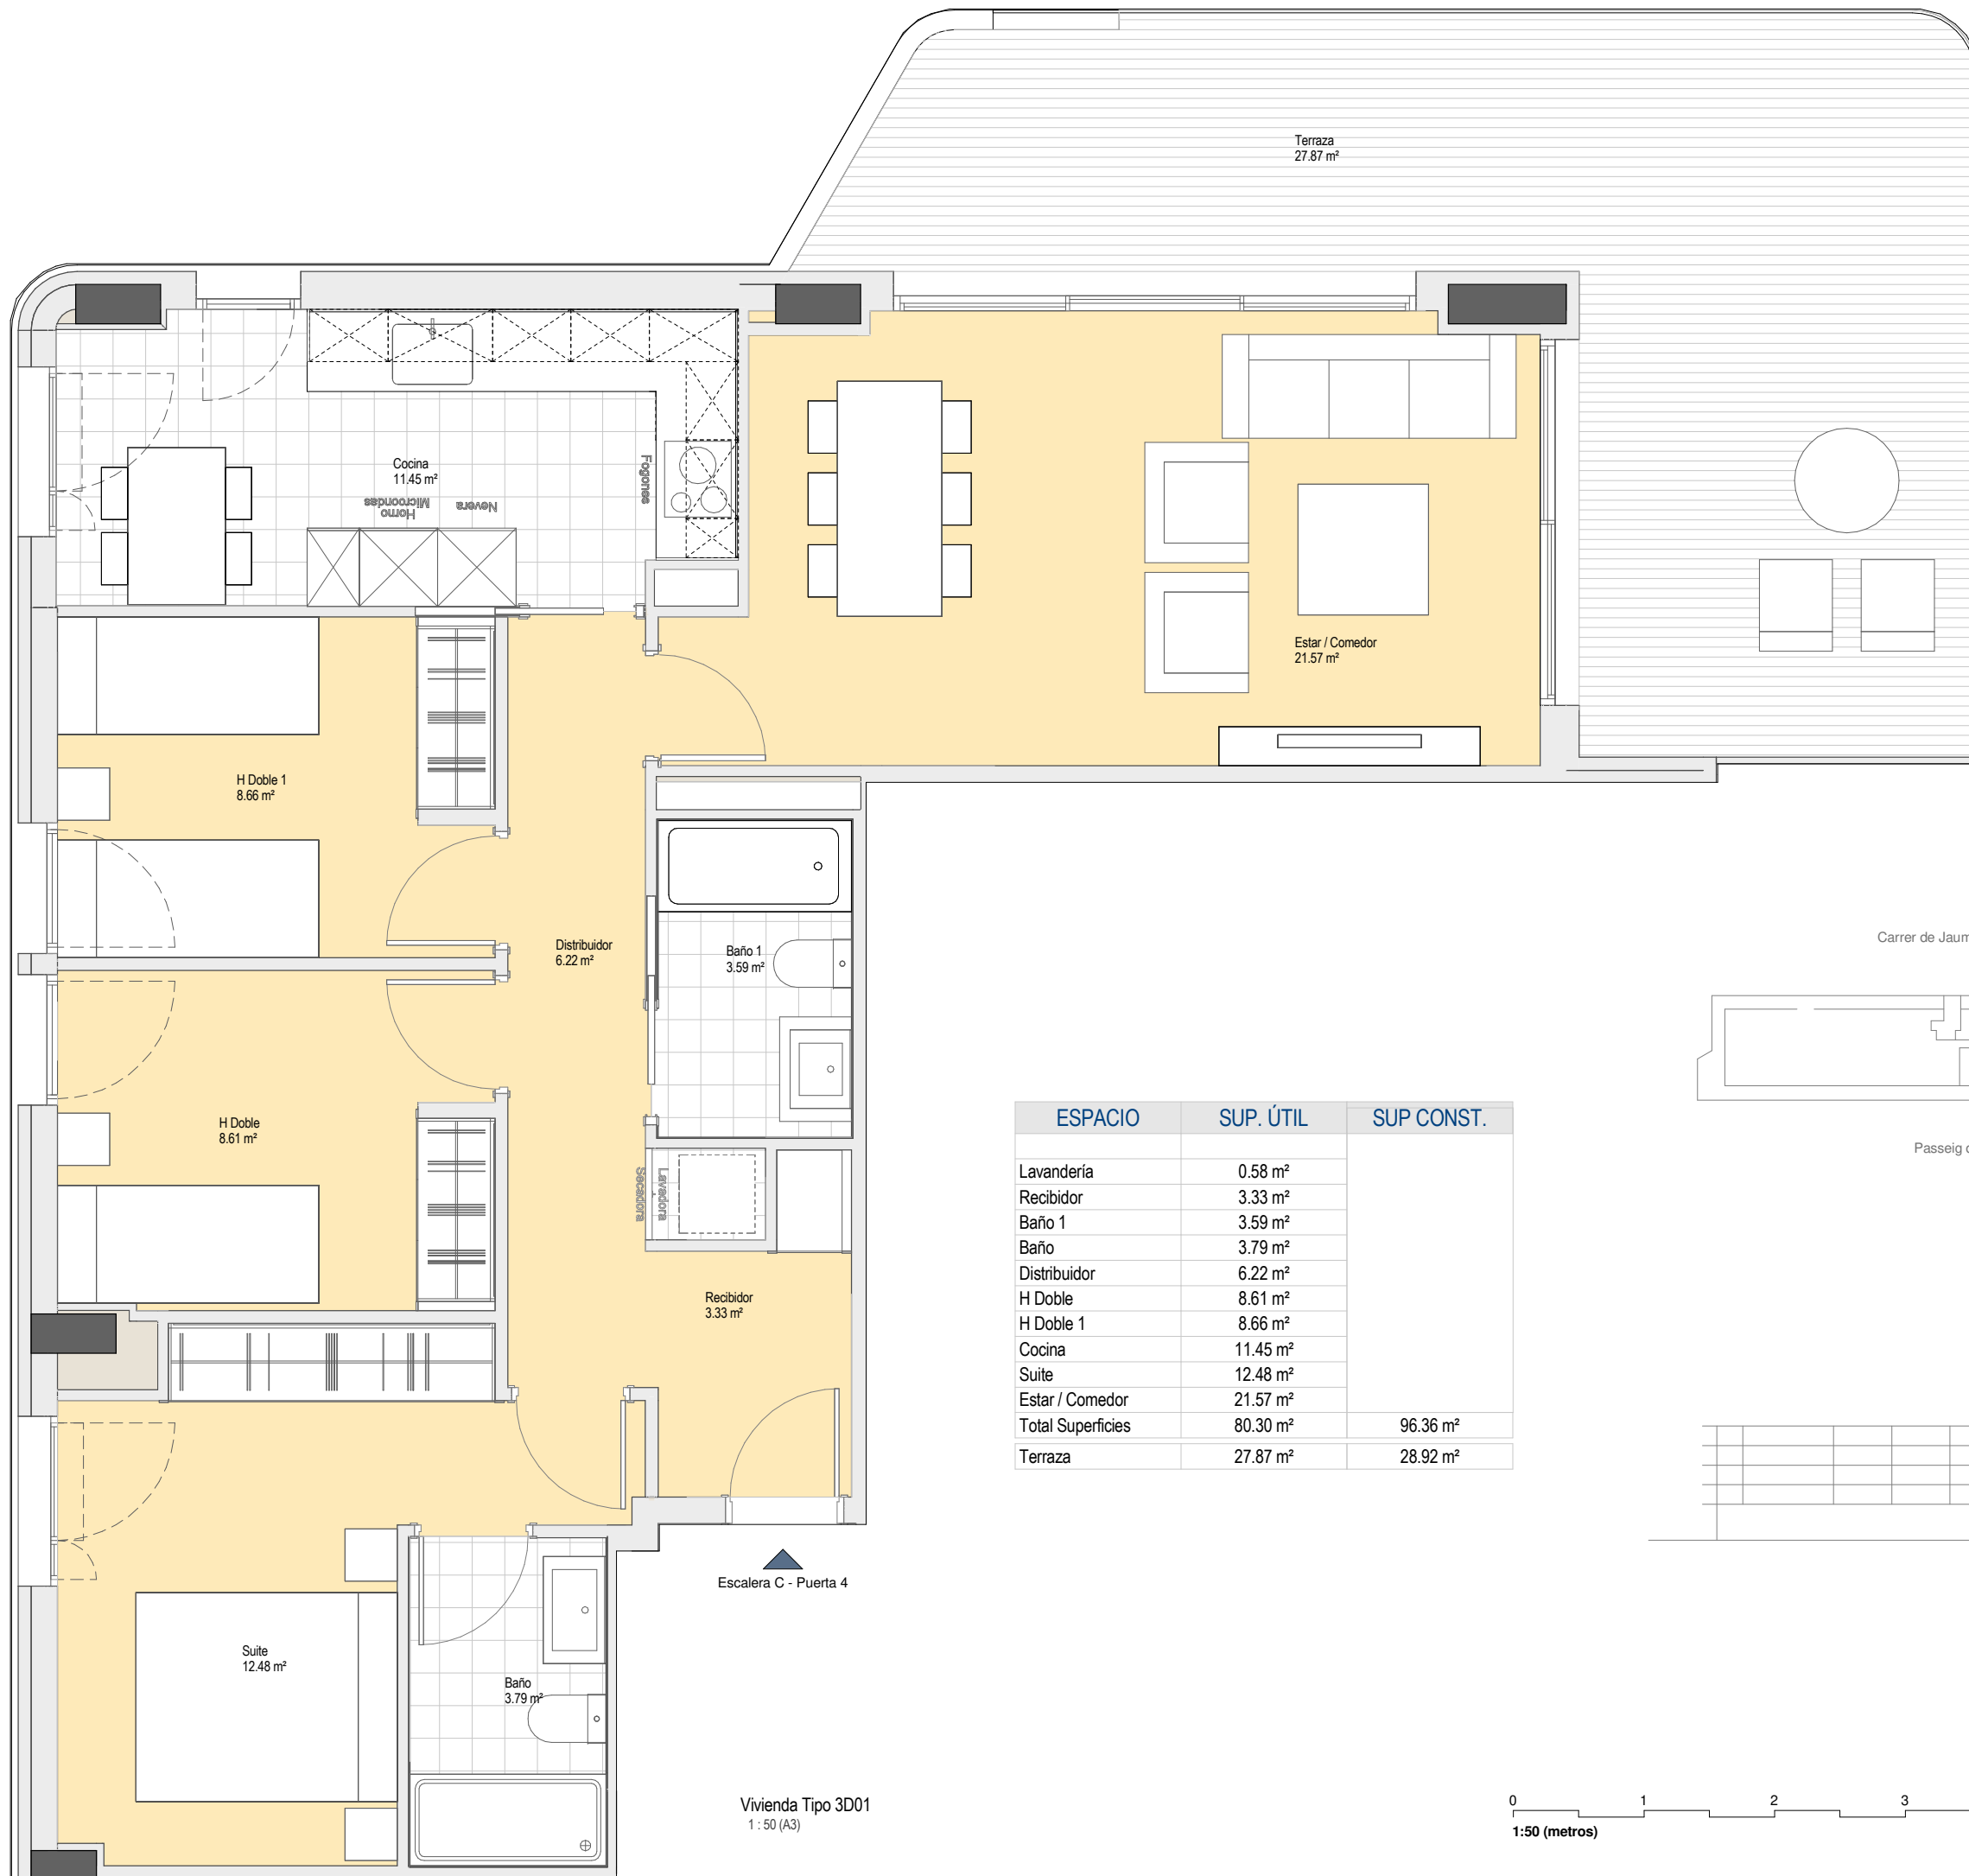 Terraza
27.87 m²
Cocina
11.45 m²
Horno
Microondas
Nevera
Fogones
Estar / Comedor
21.57 m²
H Doble 1
8.66 m²
Distribuidor
6.22 m²
Baño 1
3.59 m²
Carrer de Jaum
H Doble
8.61 m²
Passeig
Lavadora
Secadora
Recibidor
3.33 m²
ESPACIO SUP. ÚTIL SUP CONST.
Lavandería 0.58 m²
Recibidor 3.33 m²
Baño 1 3.59 m²
Baño 3.79 m²
Distribuidor 6.22 m²
H Doble 8.61 m²
H Doble 1 8.66 m²
Cocina 11.45 m²
Suite 12.48 m²
Estar / Comedor 21.57 m²
Total Superficies 80.30 m² 96.36 m²
Terraza 27.87 m² 28.92 m²
Escalera C - Puerta 4
Suite
12.48 m²
Baño
3.79 m²
Vivienda Tipo 3D01
1 : 50 (A3)
0 1 2 3
1:50 (metros)